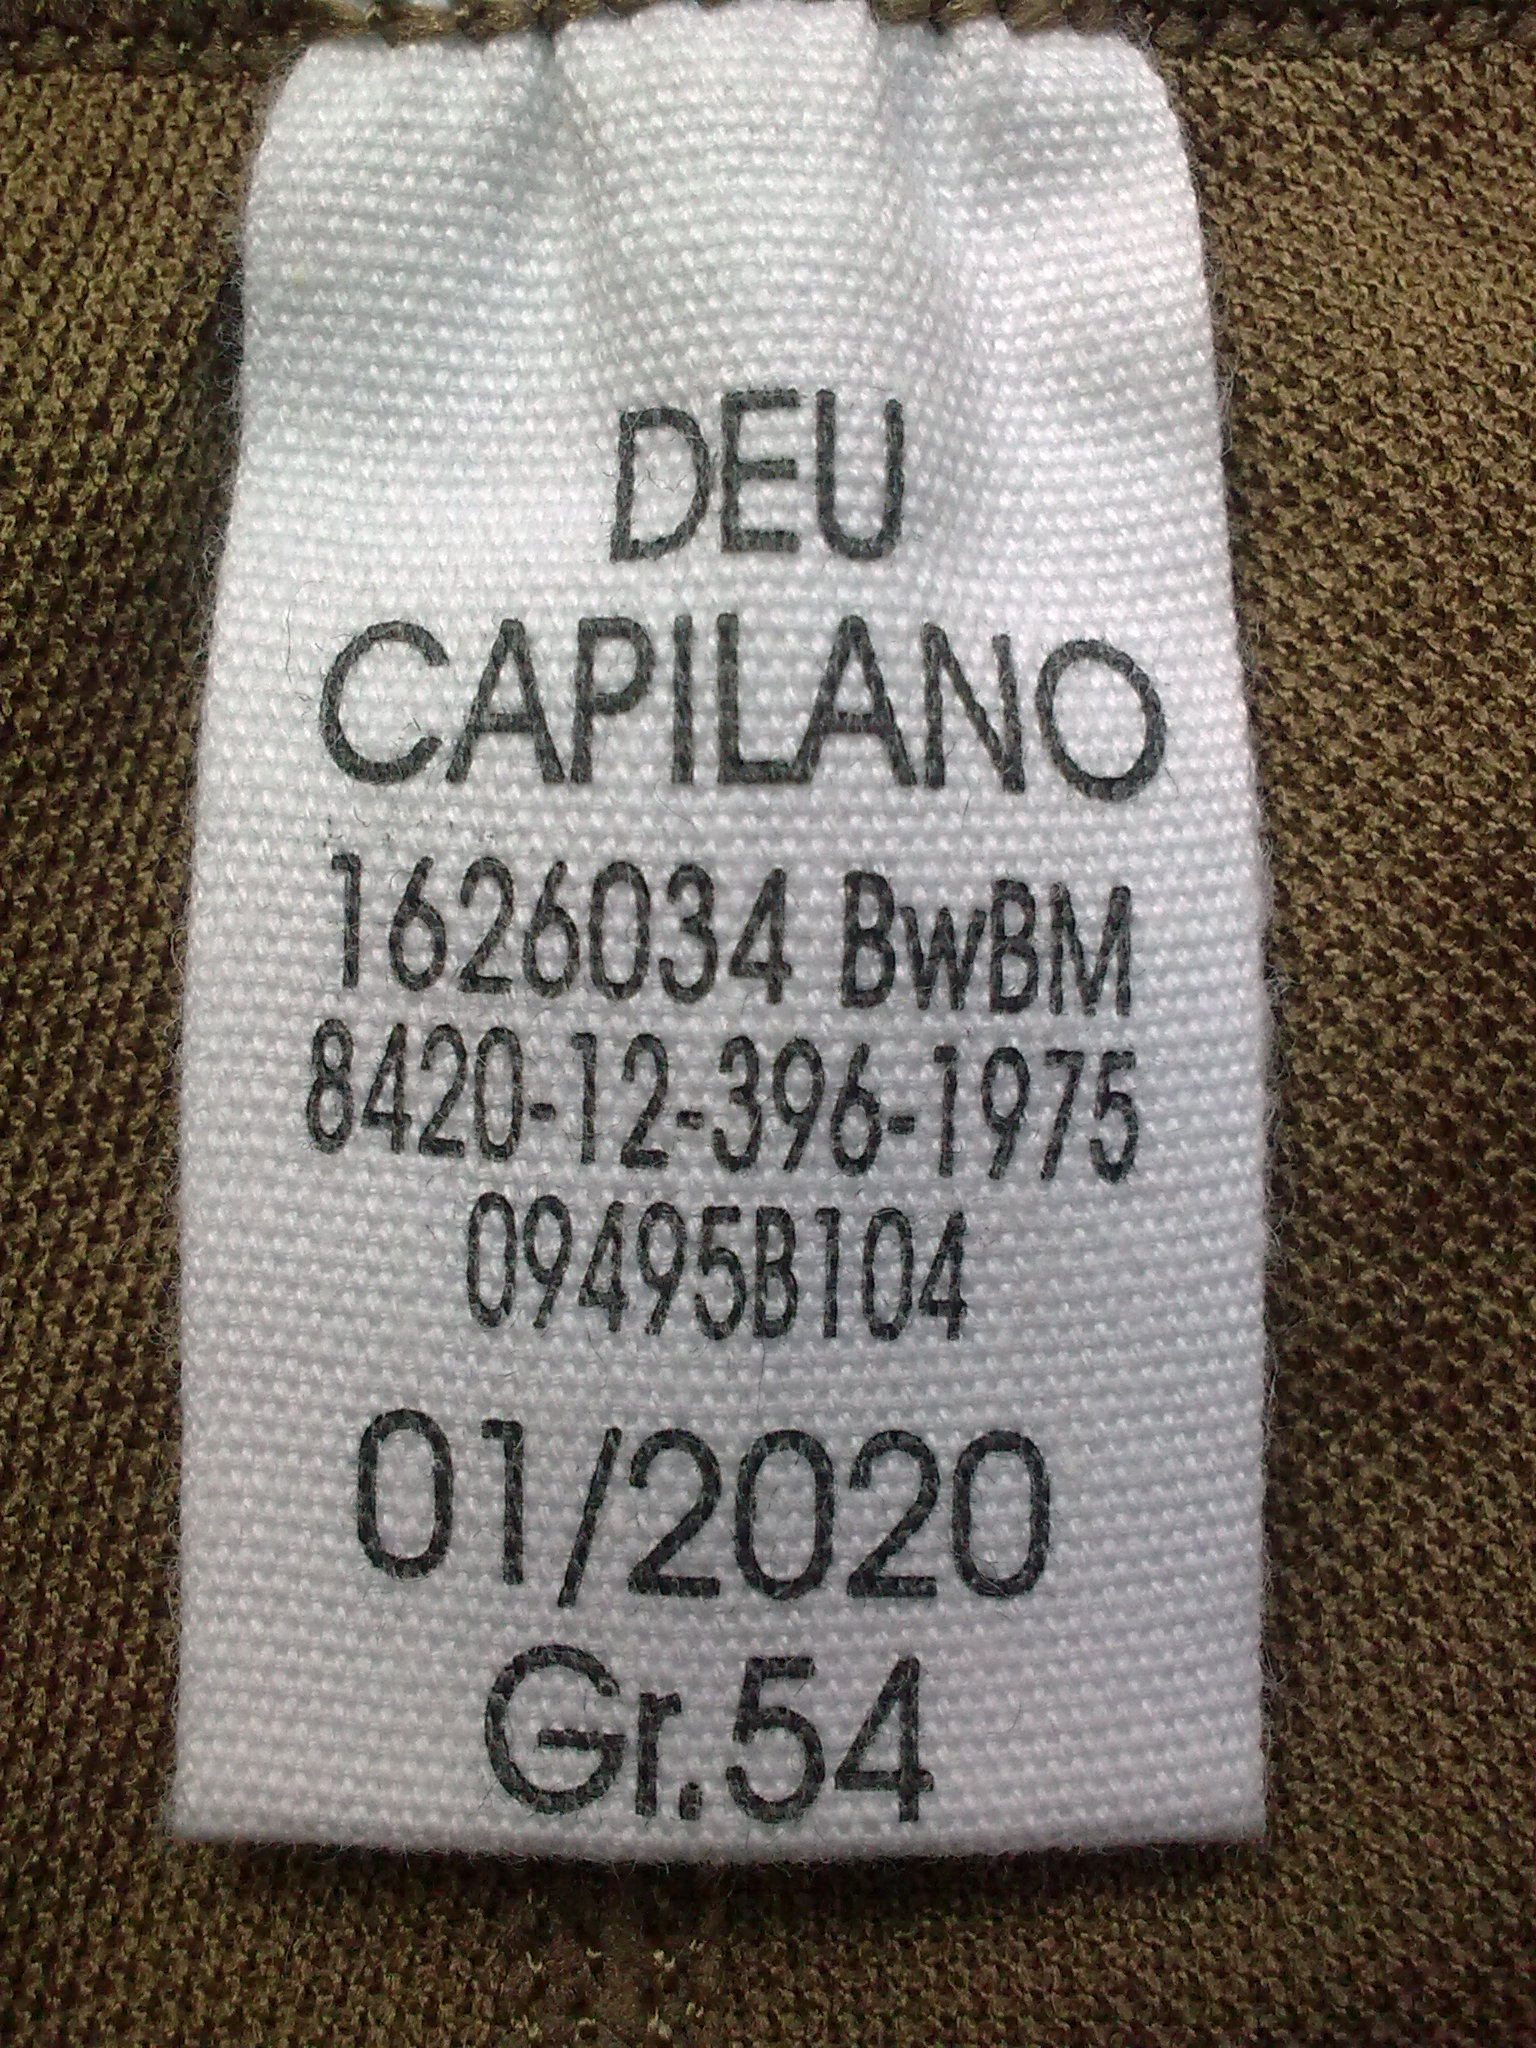 DEU
CAPILANO
1626034 BwBM
8420-12-396-1975
09495B104
01/2020
Gr.54